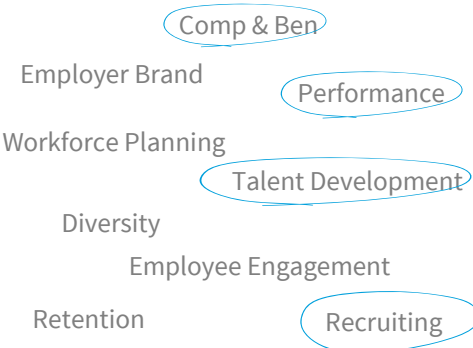 Comp & Ben
Employer Brand
Performance
Workforce Planning
Talent Development
Diversity
Employee Engagement
Retention
Recruiting